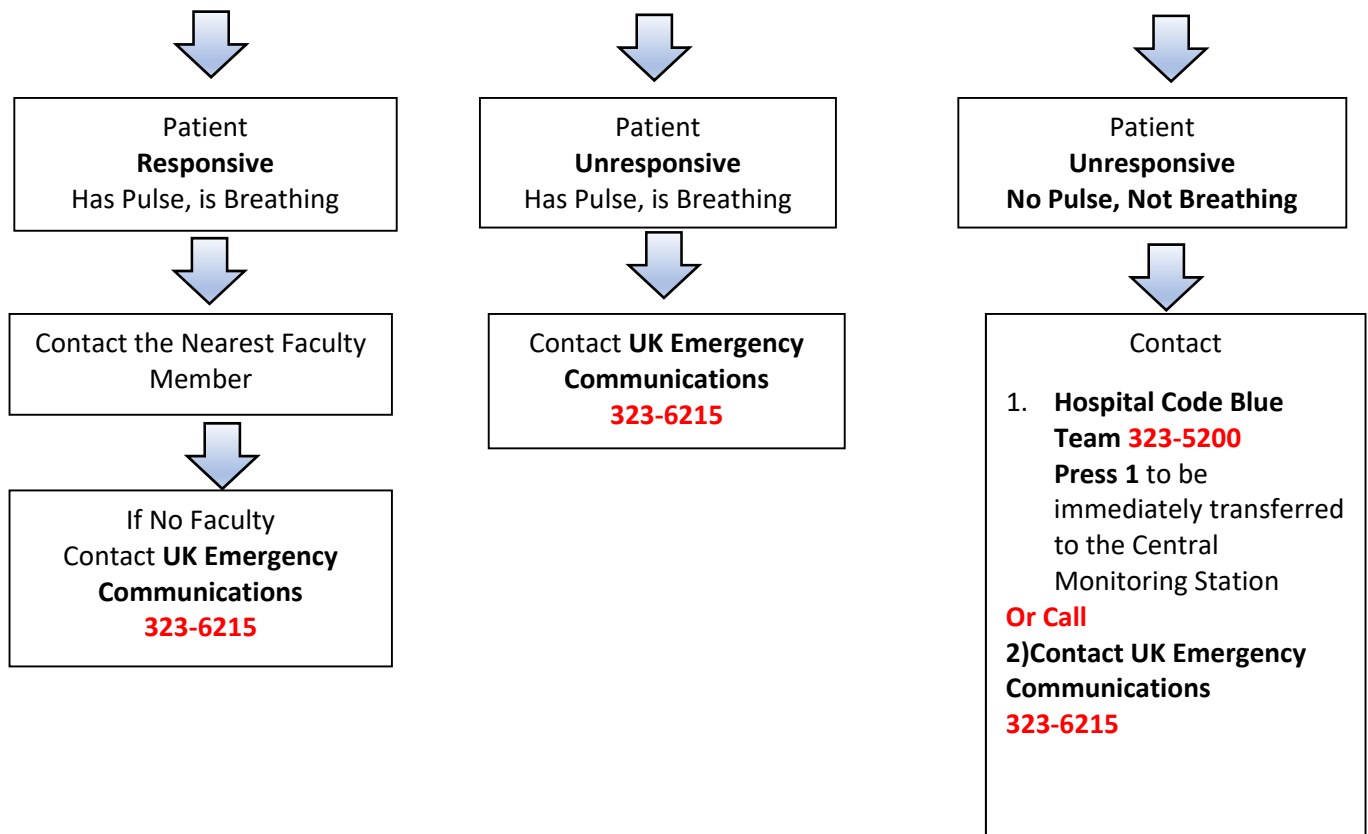 Patient
Responsive
Has Pulse, is Breathing
Contact the Nearest Faculty
Member
If No Faculty
Contact UK Emergency
Communications
323-6215
Patient
Unresponsive
Has Pulse, is Breathing
Contact UK Emergency
Communications
323-6215
Patient
Unresponsive
No Pulse, Not Breathing
Contact
1. Hospital Code Blue
Team 323-5200
Press 1 to be
immediately transferred
to the Central
Monitoring Station
Or Call
2)Contact UK Emergency
Communications
323-6215